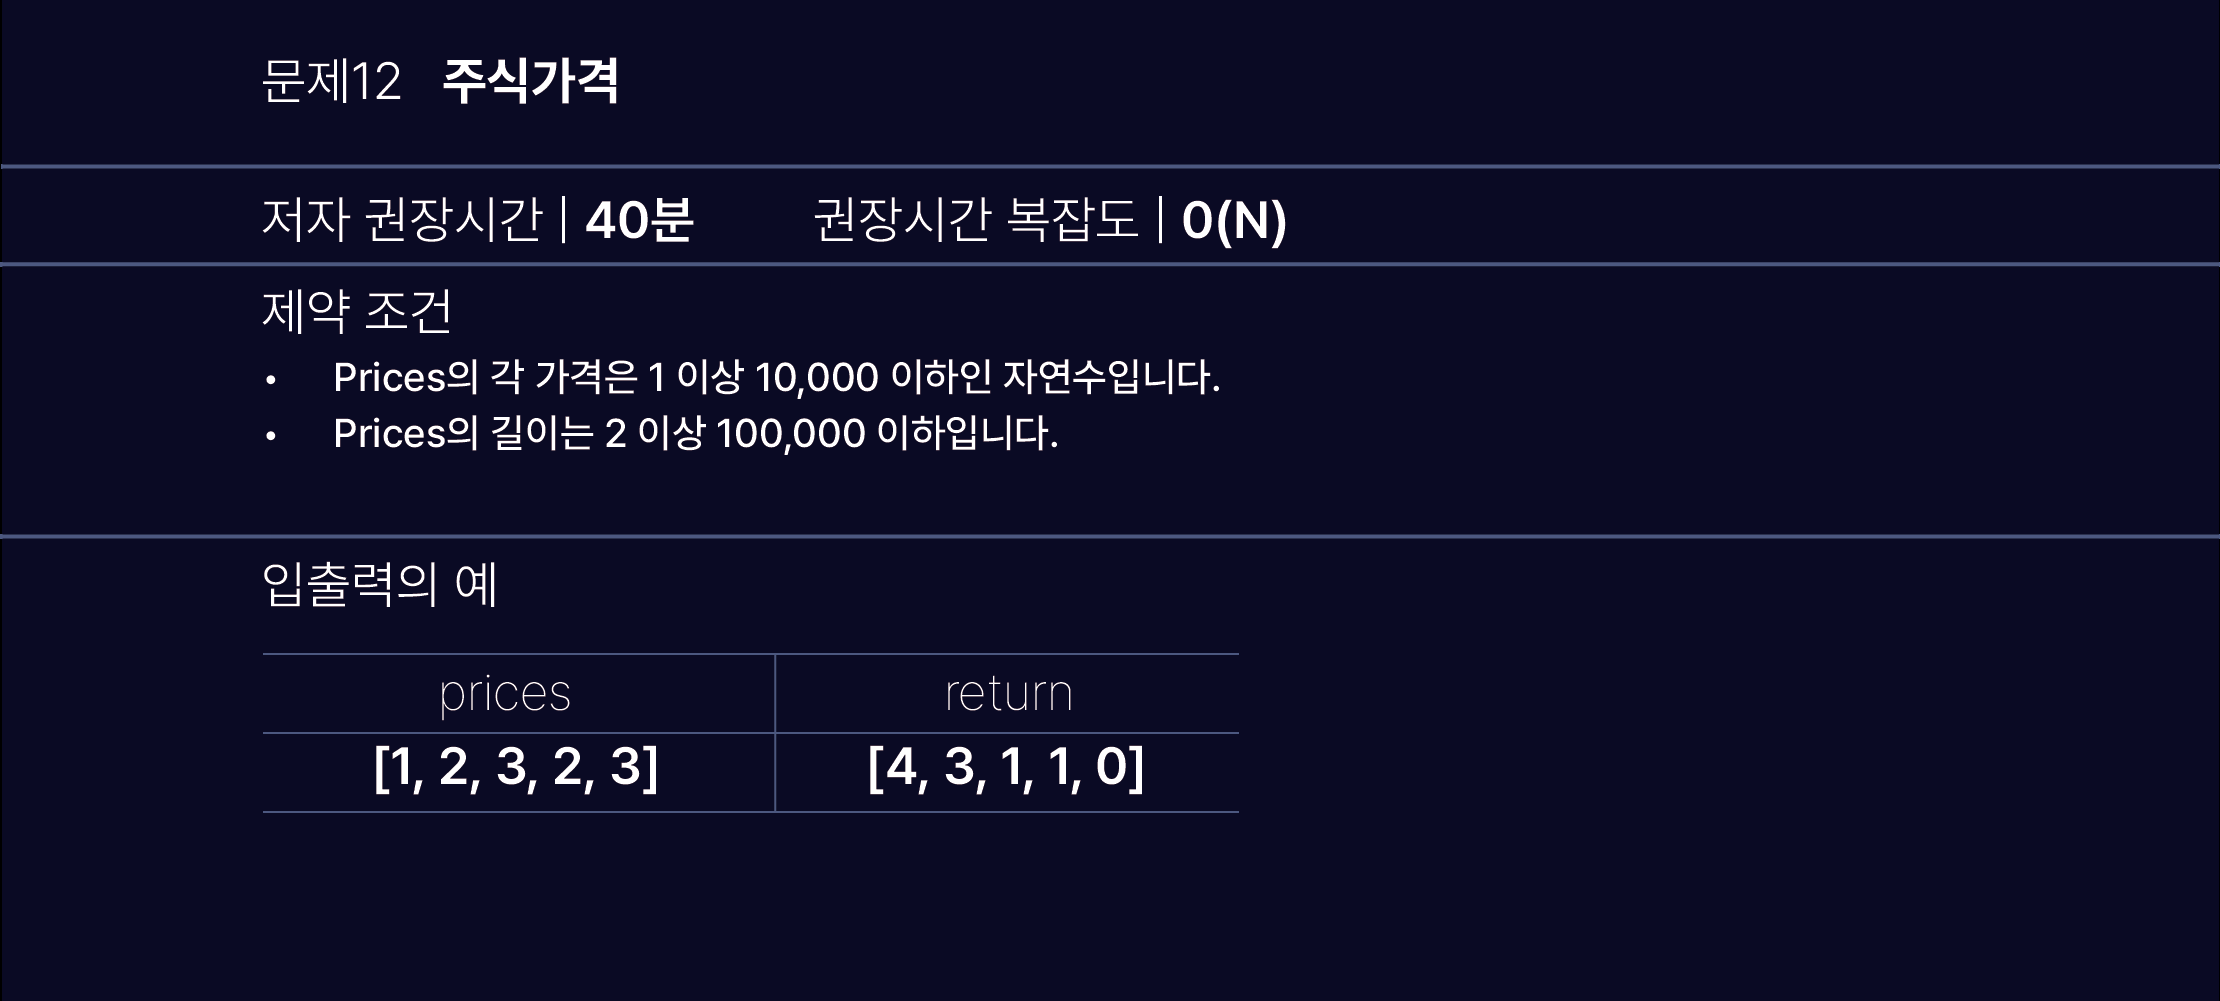 문제12 주식가격
저자 권장시간 | 40분 권장시간 복잡도 | 0(N)
제약 조건
• Prices의 각 가격은 1 이상 10,000 이하인 자연수입니다.
• Prices의 길이는 2 이상 100,000 이하입니다.
입출력의 예
prices return
[1, 2, 3, 2, 3] [4, 3, 1, 1, 0]